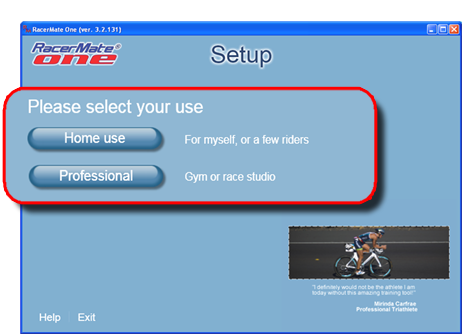 RacerMate One (ver. 3.2.131)
RacerMate®
one
Setup
Please select your use
Home use
For myself, or a few riders
Professional
Gym or race studio
"I definitely would not be the athlete I am
today without this amazing training tool!"
Mirinda Carfrae
Professional Triathlete
Help Exit